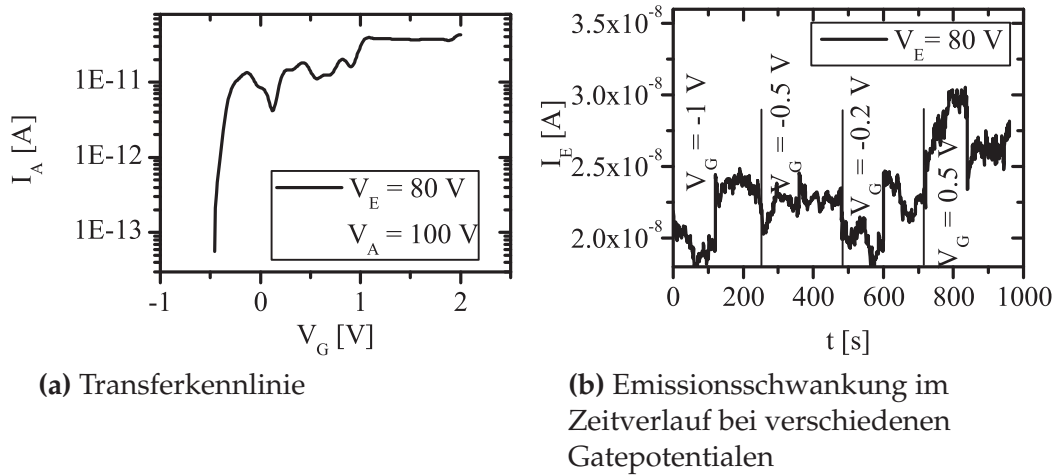 I_A [A]
1E-11
1E-12
1E-13
V_E = 80 V
V_A = 100 V
-1 0 1 2
V_G [V]
(a) Transferkennlinie
I_E [A]
3.5x10^-8
3.0x10^-8
2.5x10^-8
2.0x10^-8
V_E = 80 V
V_G = -1 V
V_G = -0.5 V
V_G = -0.2 V
V_G = 0.5 V
0 200 400 600 800 1000
t [s]
(b) Emissionsschwankung im
Zeitverlauf bei verschiedenen
Gatepotentialen